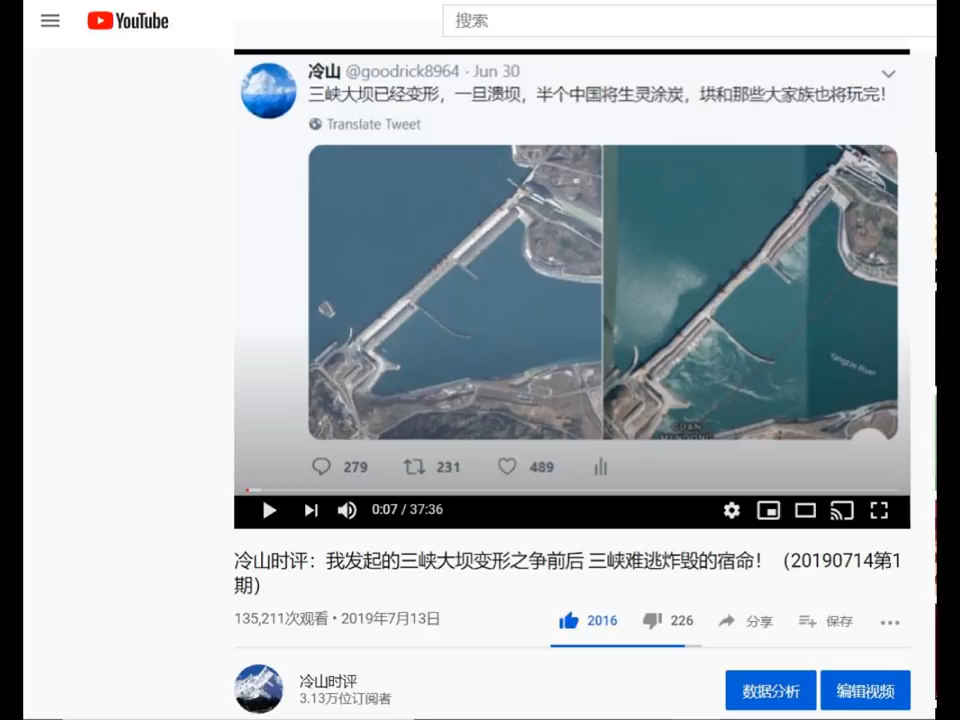 YouTube
搜索
冷山 @goodrick8964 · Jun 30
三峡大坝已经变形，一旦溃坝，半个中国将生灵涂炭，垬和那些大家族也将玩完！
Translate Tweet
Yangze River
GUAN
279 231 489
0:07 / 37:36
冷山时评：我发起的三峡大坝变形之争前后 三峡难逃炸毁的宿命！（20190714第1
期）
135,211次观看 • 2019年7月13日
2016 226 分享 保存
冷山时评
3.13万位订阅者
数据分析 编辑视频